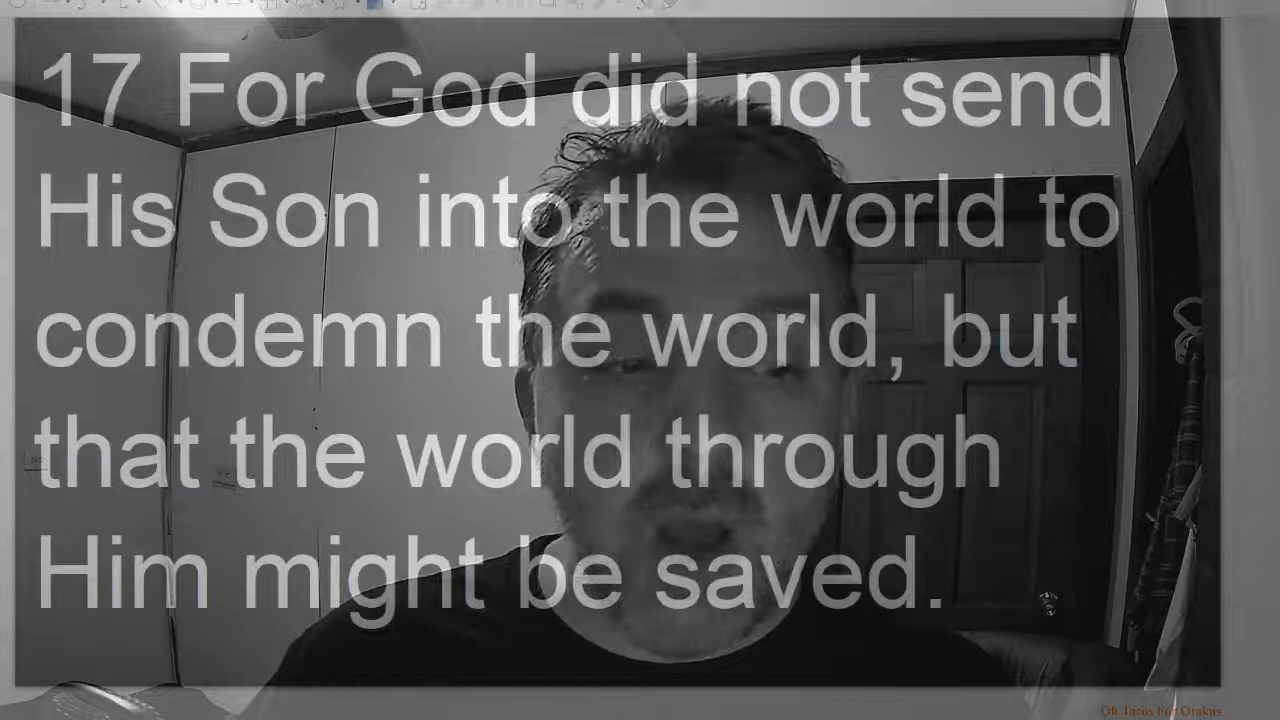 17 For God did not send
His Son into the world to
condemn the world, but
that the world through
Him might be saved.
Oh Tacos For Otakus